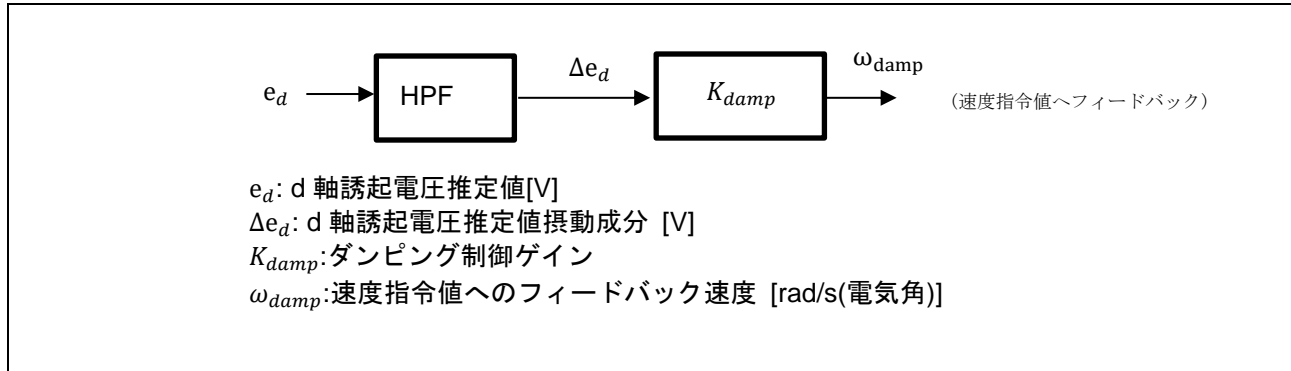 e_d HPF Δe_d K_damp ω_damp (速度指令値へフィードバック)
e_d: d 軸誘起電圧推定値[V]
Δe_d: d 軸誘起電圧推定値摂動成分 [V]
K_damp:ダンピング制御ゲイン
ω_damp:速度指令値へのフィードバック速度 [rad/s(電気角)]